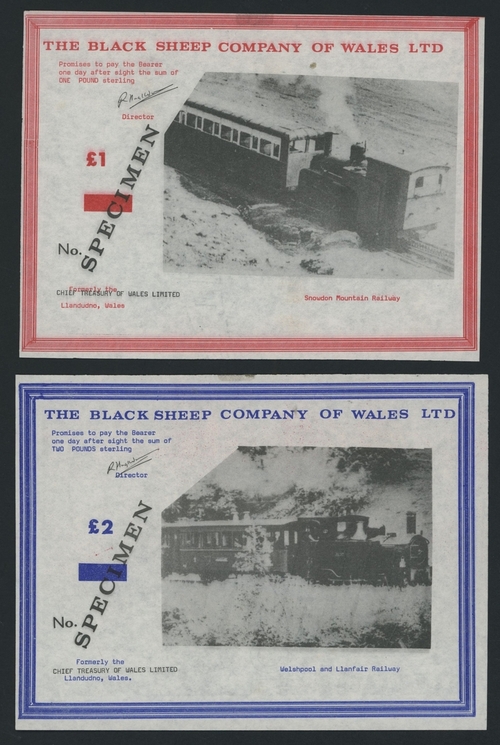 THE BLACK SHEEP COMPANY OF WALES LTD
Promises to pay the Bearer
one day after sight the sum of
ONE POUND sterling
Director
£1
SPECIMEN
No.
Formerly the
CHIEF TREASURY OF WALES LIMITED
Llandudno, Wales
Snowdon Mountain Railway
THE BLACK SHEEP COMPANY OF WALES LTD
Promises to pay the Bearer
one day after sight the sum of
TWO POUNDS sterling
Director
£2
SPECIMEN
No.
Formerly the
CHIEF TREASURY OF WALES LIMITED
Llandudno, Wales.
Welshpool and Llanfair Railway